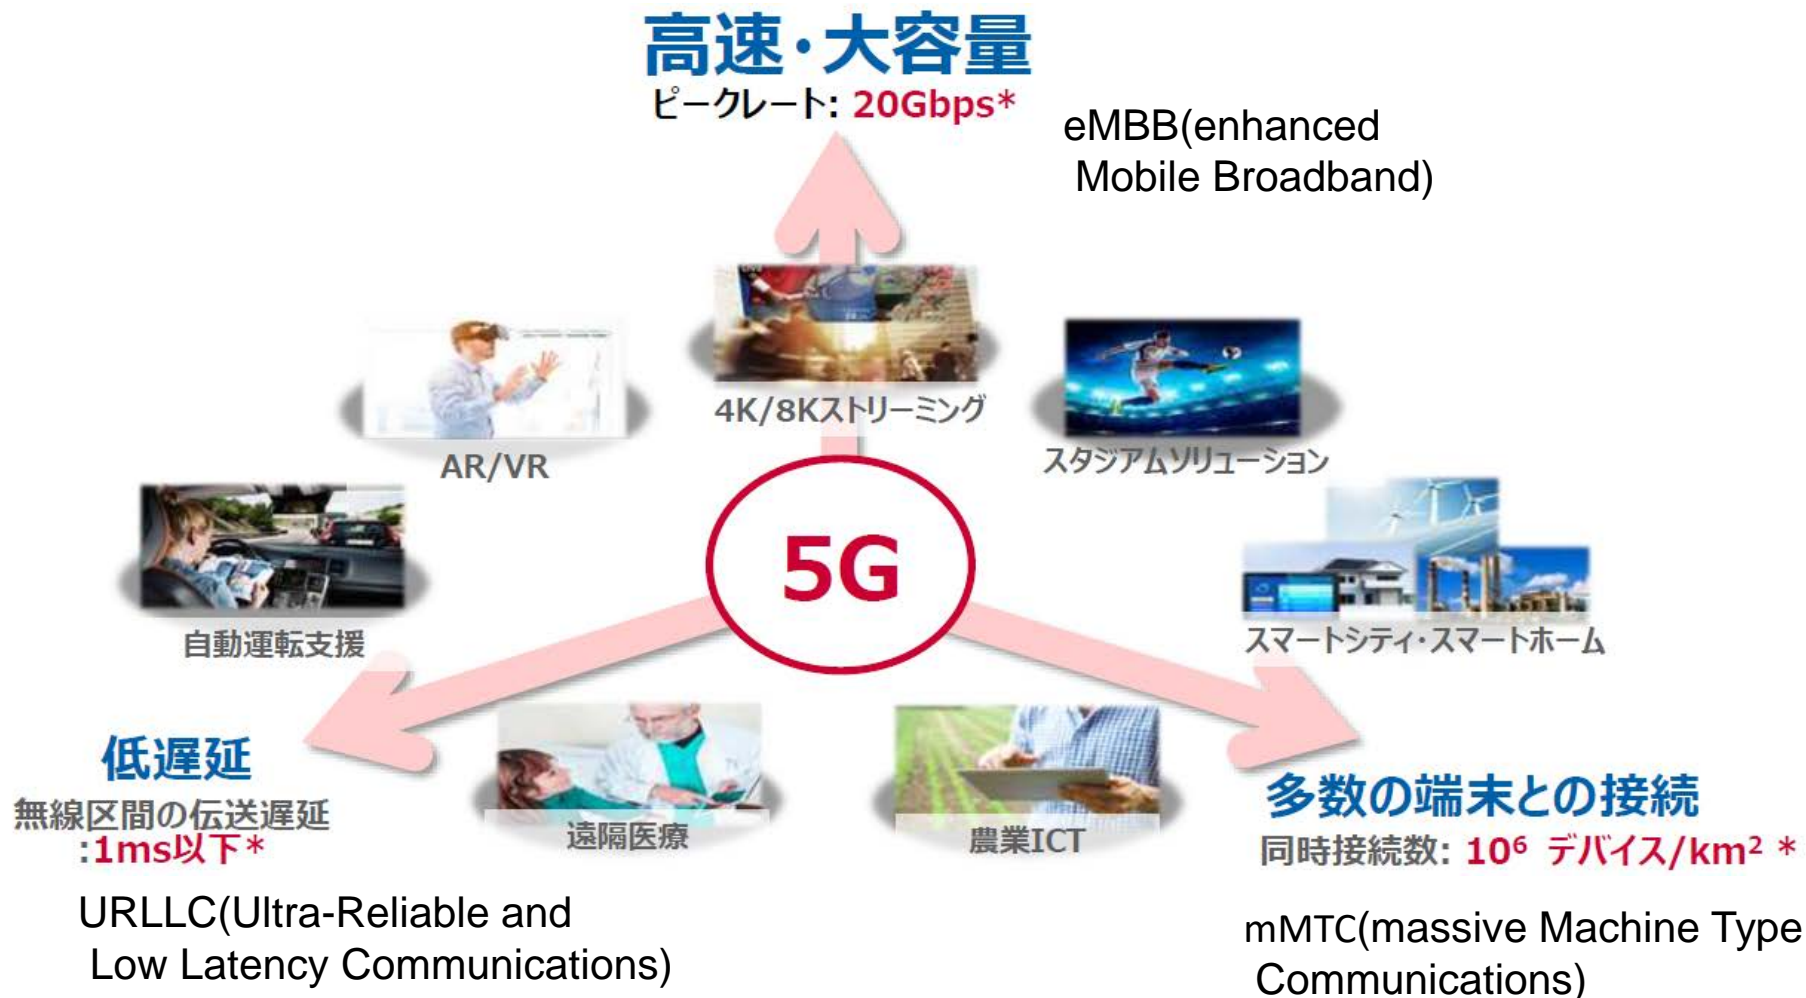 高速・大容量
ピークレート: 20Gbps*
eMBB(enhanced
Mobile Broadband)
4K/8Kストリーミング
AR/VR
スタジアムソリューション
5G
自動運転支援
スマートシティ・スマートホーム
低遅延
無線区間の伝送遅延
:1ms以下*
URLLC(Ultra-Reliable and
Low Latency Communications)
遠隔医療
農業ICT
多数の端末との接続
同時接続数: 10⁶ デバイス/km² *
mMTC(massive Machine Type
Communications)